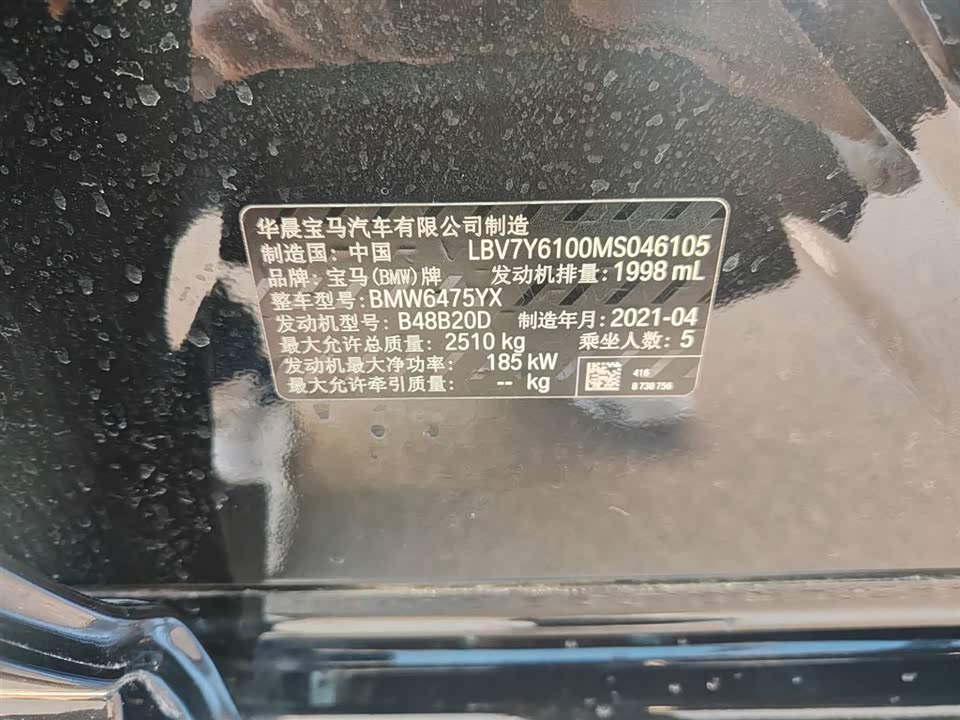 华晨宝马汽车有限公司制造
制造国: 中国 LBV7Y6100MS046105
品牌: 宝马(BMW)牌 发动机排量: 1998 mL
整车型号: BMW6475YX
发动机型号: B48B20D 制造年月: 2021-04
最大允许总质量: 2510 kg 乘坐人数: 5
发动机最大净功率: 185 kW
最大允许牵引质量: -- kg
416
8 738 756